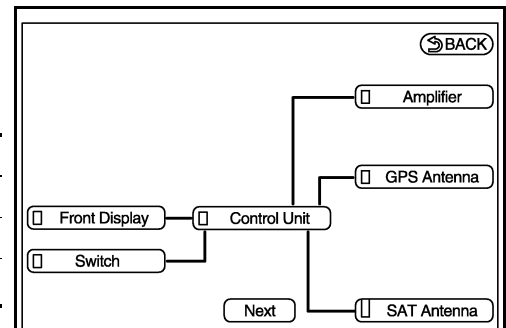 BACK
Amplifier
GPS Antenna
Front Display
Control Unit
Switch
Next
SAT Antenna